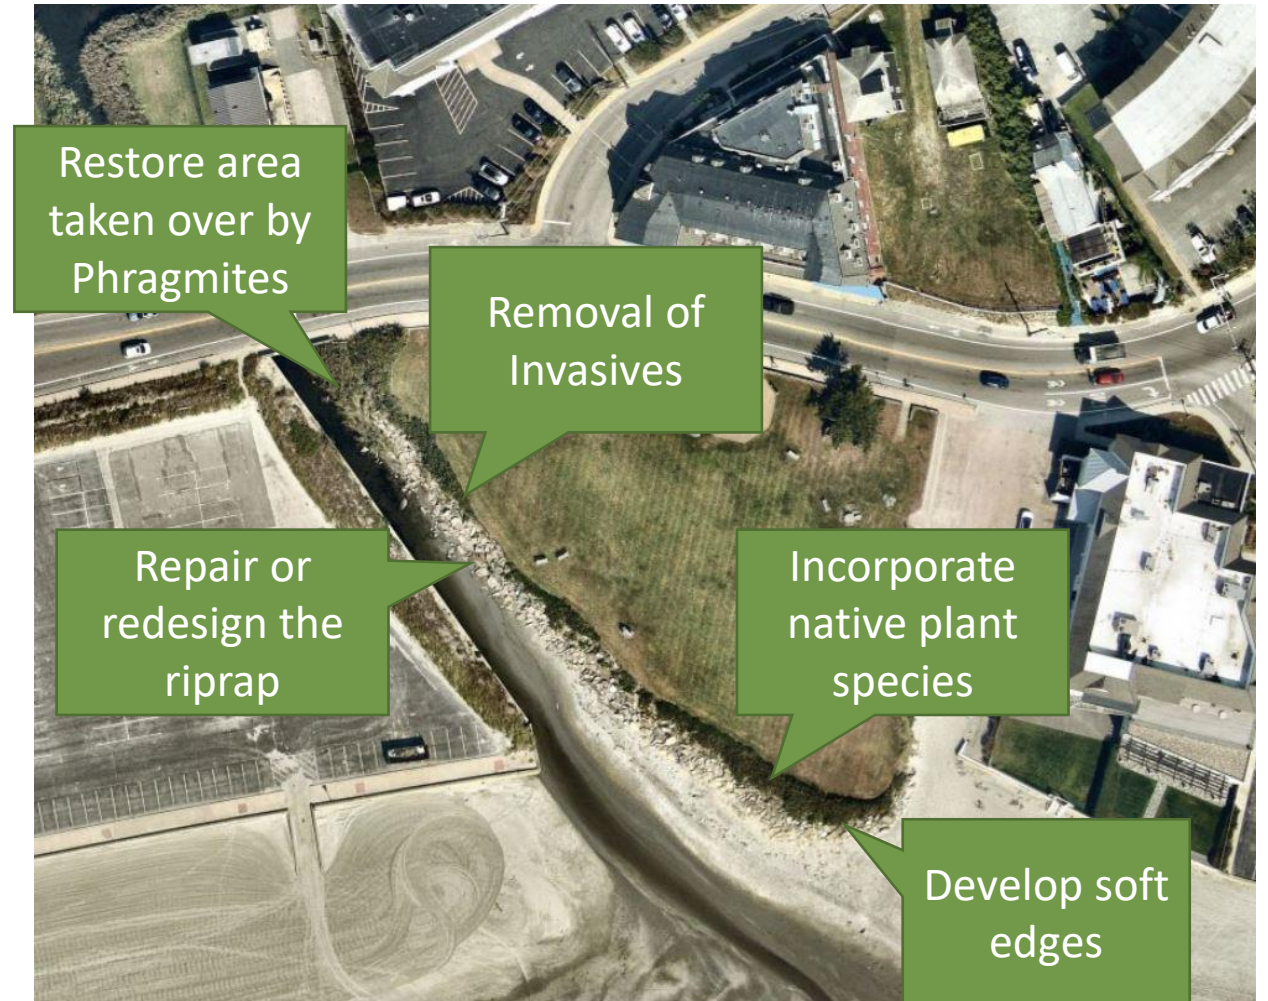 Restore area
taken over by
Phragmites
Removal of
Invasives
Repair or
redesign the
riprap
Incorporate
native plant
species
Develop soft
edges